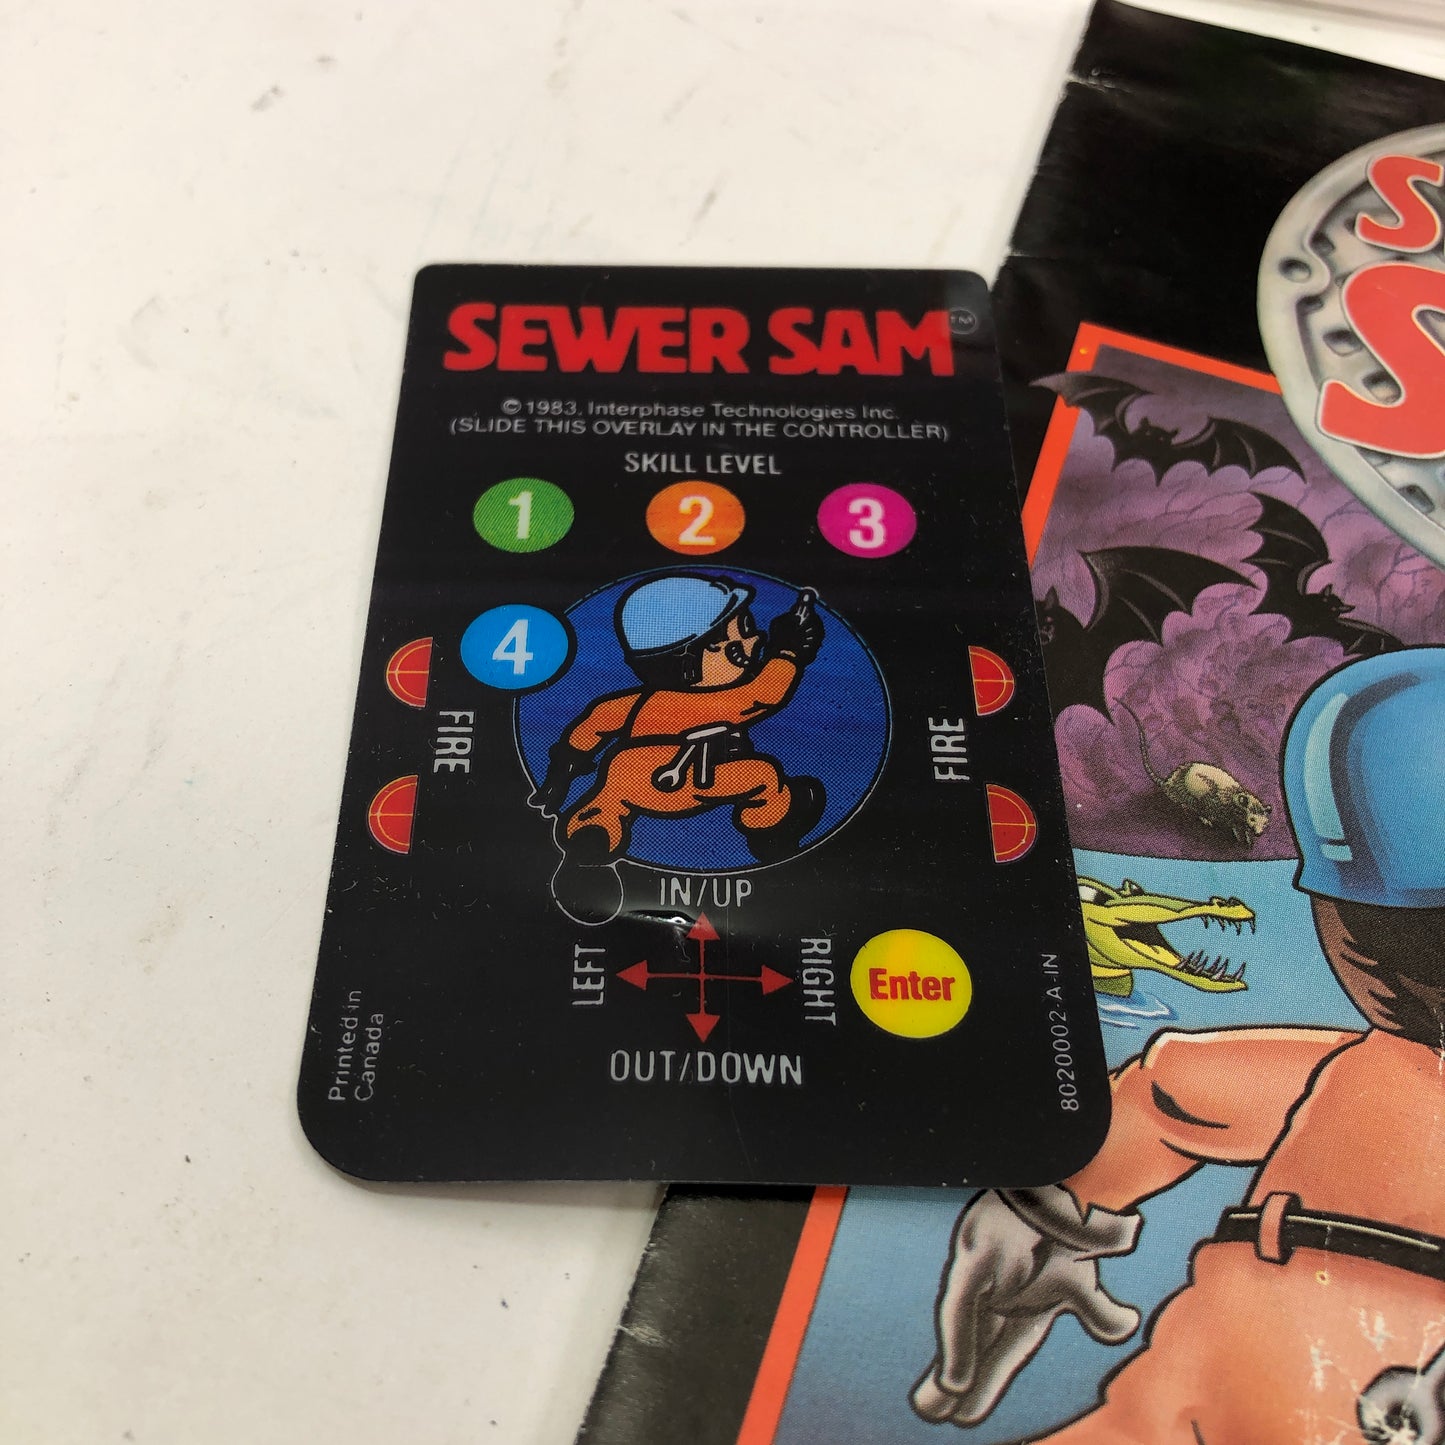 SEWER SAM™
© 1983. Interphase Technologies Inc.
(SLIDE THIS OVERLAY IN THE CONTROLLER)
SKILL LEVEL
1 2 3
4
FIRE
FIRE
IN/UP
LEFT
RIGHT
Enter
OUT/DOWN
Printed in
Canada
8020002-A-IN
S
S